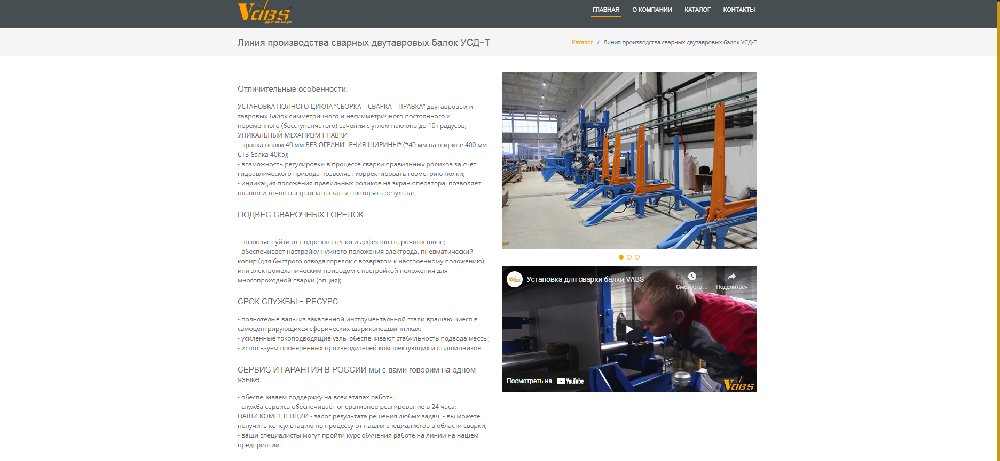 VABS
group
ГЛАВНАЯ О КОМПАНИИ КАТАЛОГ КОНТАКТЫ
Линия производства сварных двутавровых балок УСД-Т
Каталог / Линия производства сварных двутавровых балок УСД-Т
Отличительные особенности:
УСТАНОВКА ПОЛНОГО ЦИКЛА “СБОРКА – СВАРКА – ПРАВКА” двутавровых и
тавровых балок симметричного и несимметричного постоянного и
переменного (бесступенчатого) сечения с углом наклона до 10 градусов;
УНИКАЛЬНЫЙ МЕХАНИЗМ ПРАВКИ
- правка полки 40 мм БЕЗ ОГРАНИЧЕНИЯ ШИРИНЫ* (*40 мм на ширине 400 мм
СТ3 балка 40К5);
- возможность регулировки в процессе сварки правильных роликов за счет
гидравлического привода позволяет корректировать геометрию полки;
- индикация положения правильных роликов на экран оператора, позволяет
плавно и точно настраивать стан и повторять результат;
ПОДВЕС СВАРОЧНЫХ ГОРЕЛОК
- позволяет уйти от подрезов стенки и дефектов сварочных швов;
- обеспечивает настройку нужного положения электрода, пневматический
копир (для быстрого отвода горелок с возвратом к настроенному положению)
или электромеханическим приводом с настройкой положения для
многопроходной сварки (опция);
СРОК СЛУЖБЫ – РЕСУРС
- полнотелые валы из закаленной инструментальной стали вращающиеся в
самоцентрирующихся сферических шарикоподшипниках;
- усиленные токоподводящие узлы обеспечивают стабильность подвода массы;
- используем проверенных производителей комплектующих и подшипников.
СЕРВИС И ГАРАНТИЯ В РОССИИ мы с вами говорим на одном
языке
- обеспечиваем поддержку на всех этапах работы;
- служба сервиса обеспечивает оперативное реагирование в 24 часа;
НАШИ КОМПЕТЕНЦИИ - залог результата решения любых задач. - вы можете
получить консультацию по процессу от наших специалистов в области сварки;
- ваши специалисты могут пройти курс обучения работе на линии на нашем
предприятии.
VABS
Установка для сварки балки VABS
Смотреть ...
Поделиться
Посмотреть на YouTube
VABS